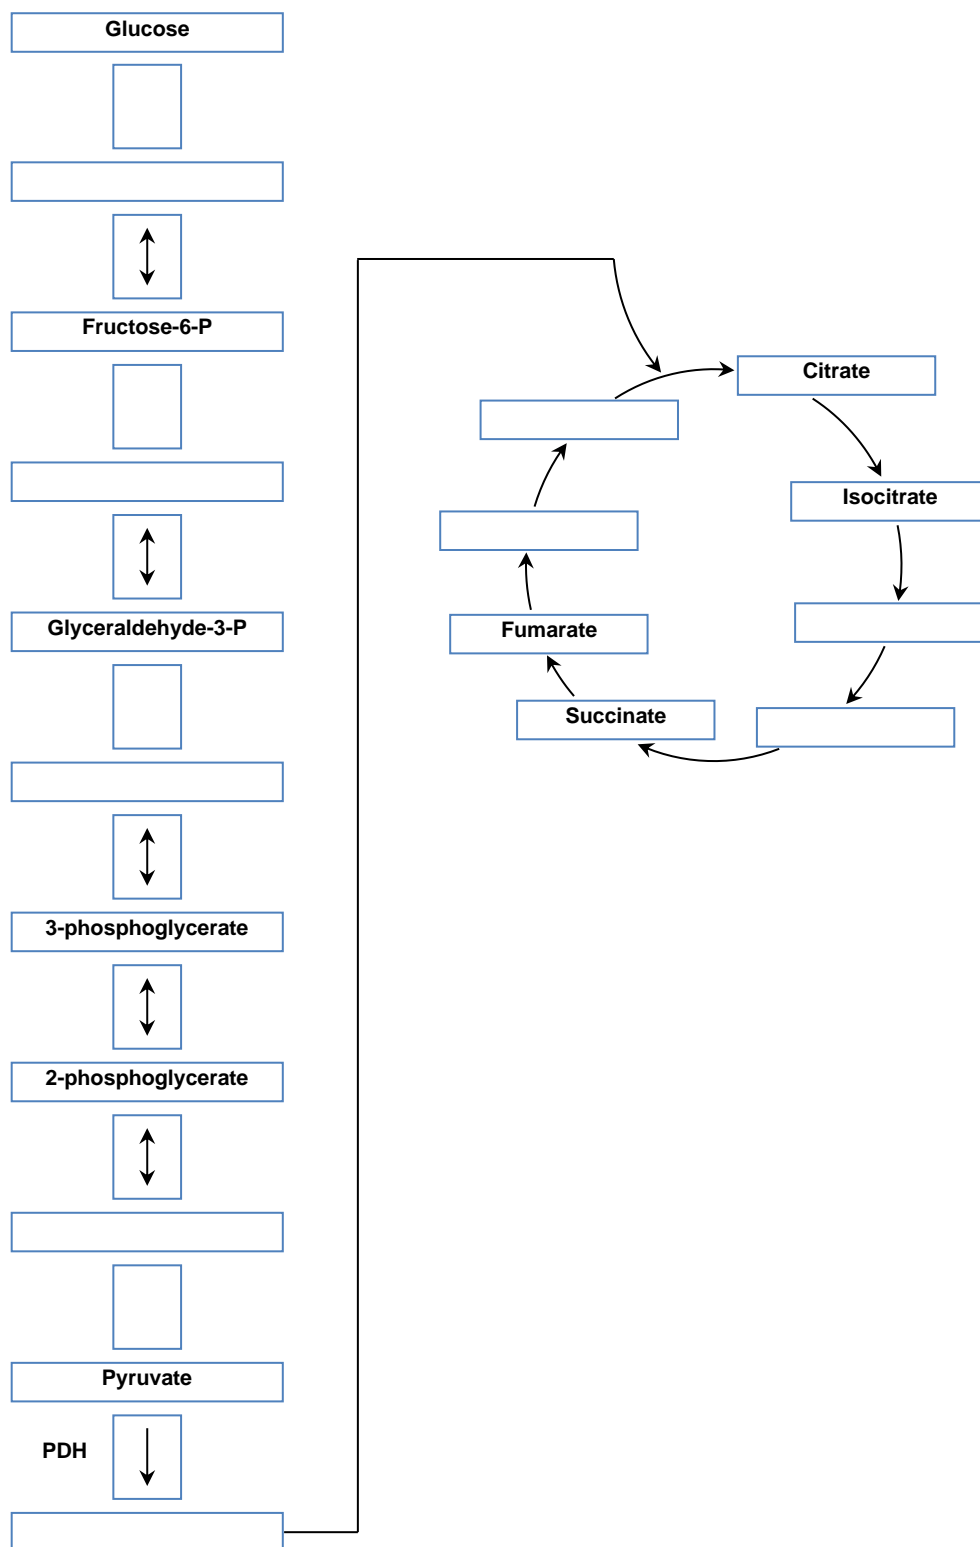 Glucose
Fructose-6-P
Glyceraldehyde-3-P
3-phosphoglycerate
2-phosphoglycerate
Pyruvate
PDH
Citrate
Isocitrate
Fumarate
Succinate